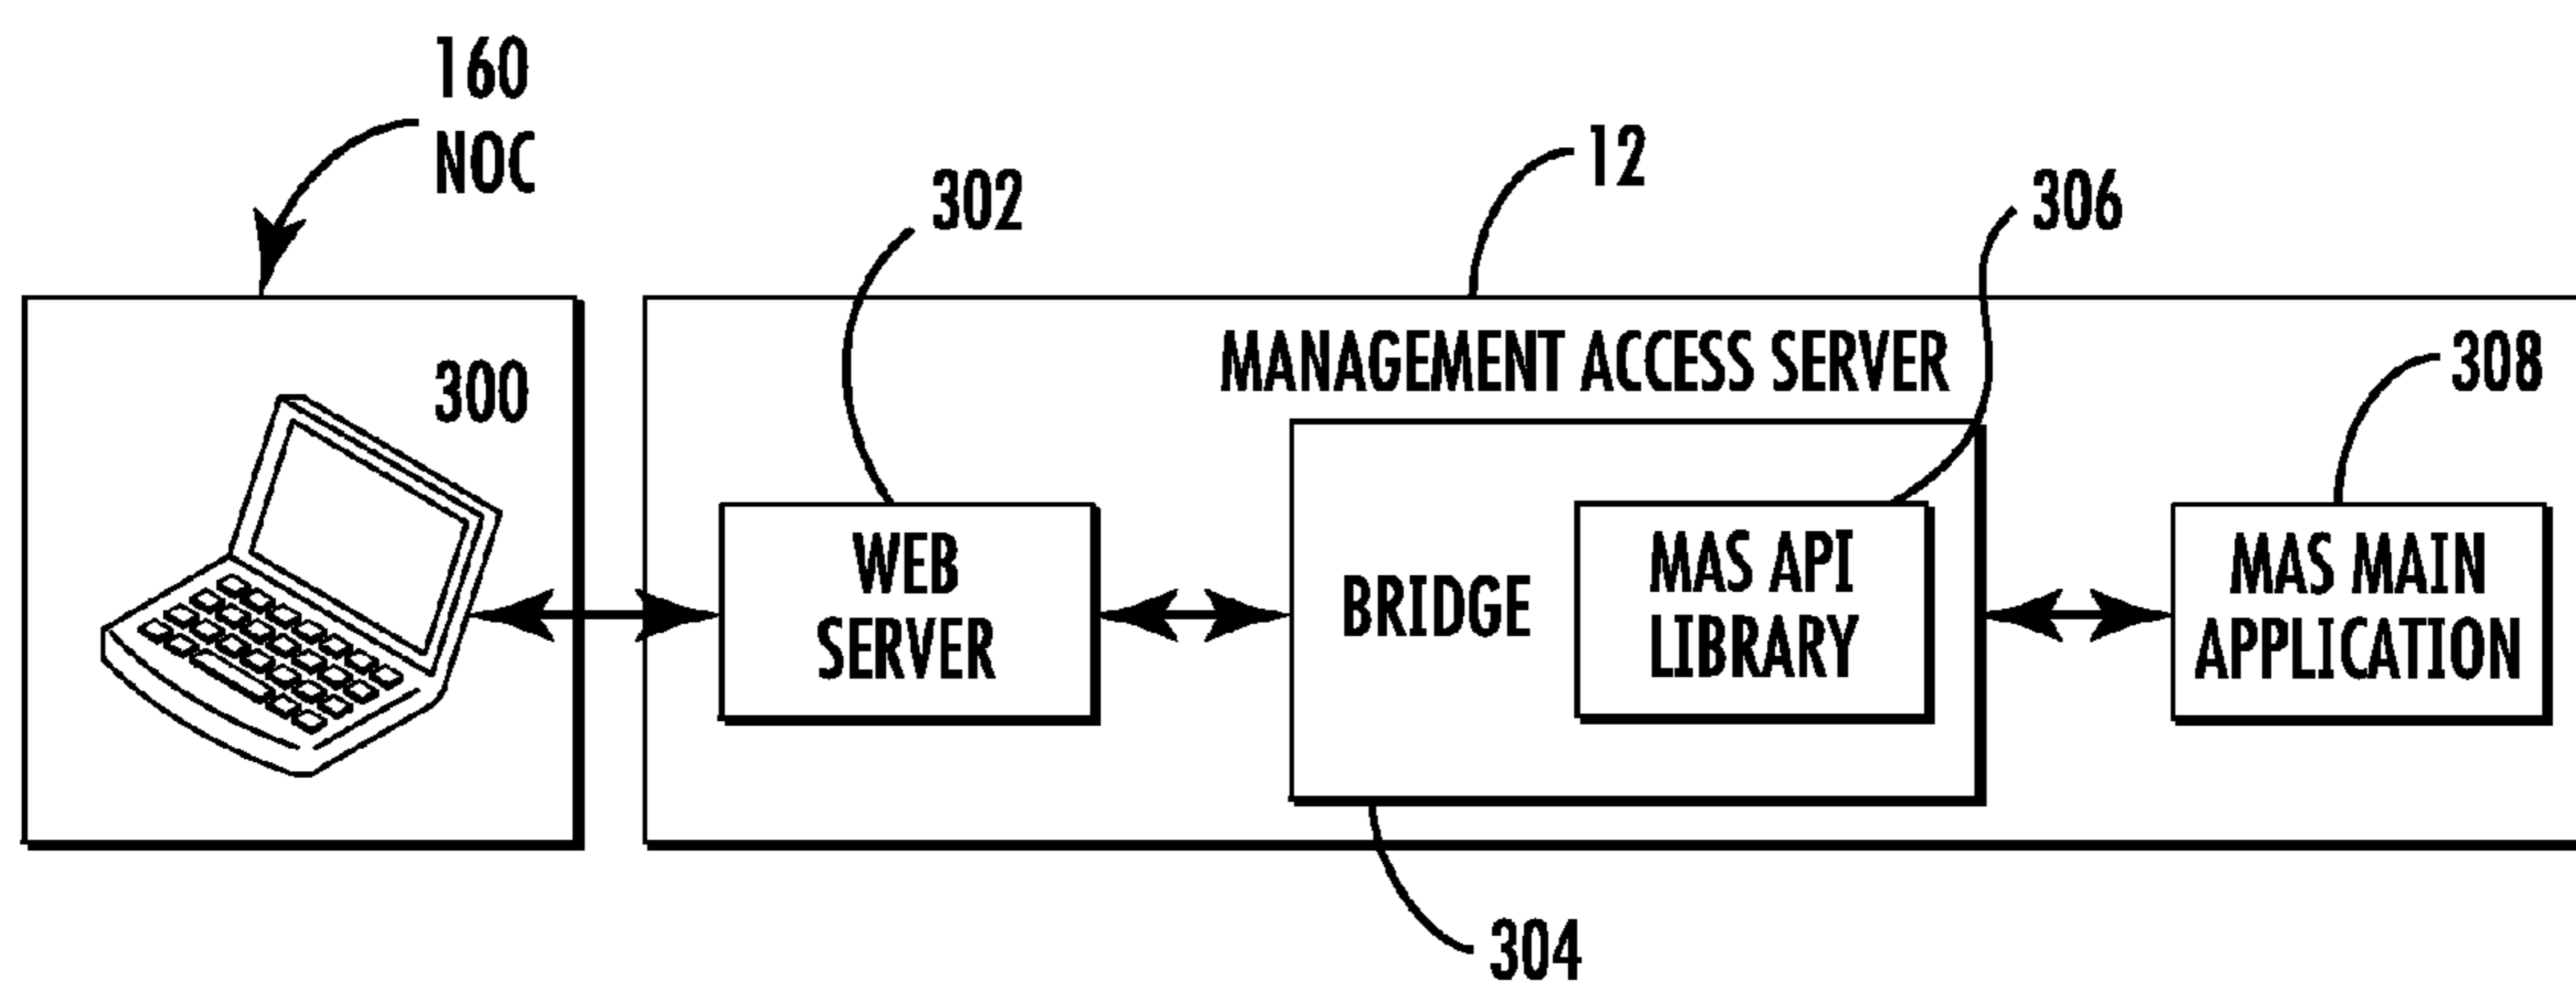 160
NOC
12
302
306
MANAGEMENT ACCESS SERVER
308
300
WEB
SERVER
BRIDGE
MAS API
LIBRARY
MAS MAIN
APPLICATION
304